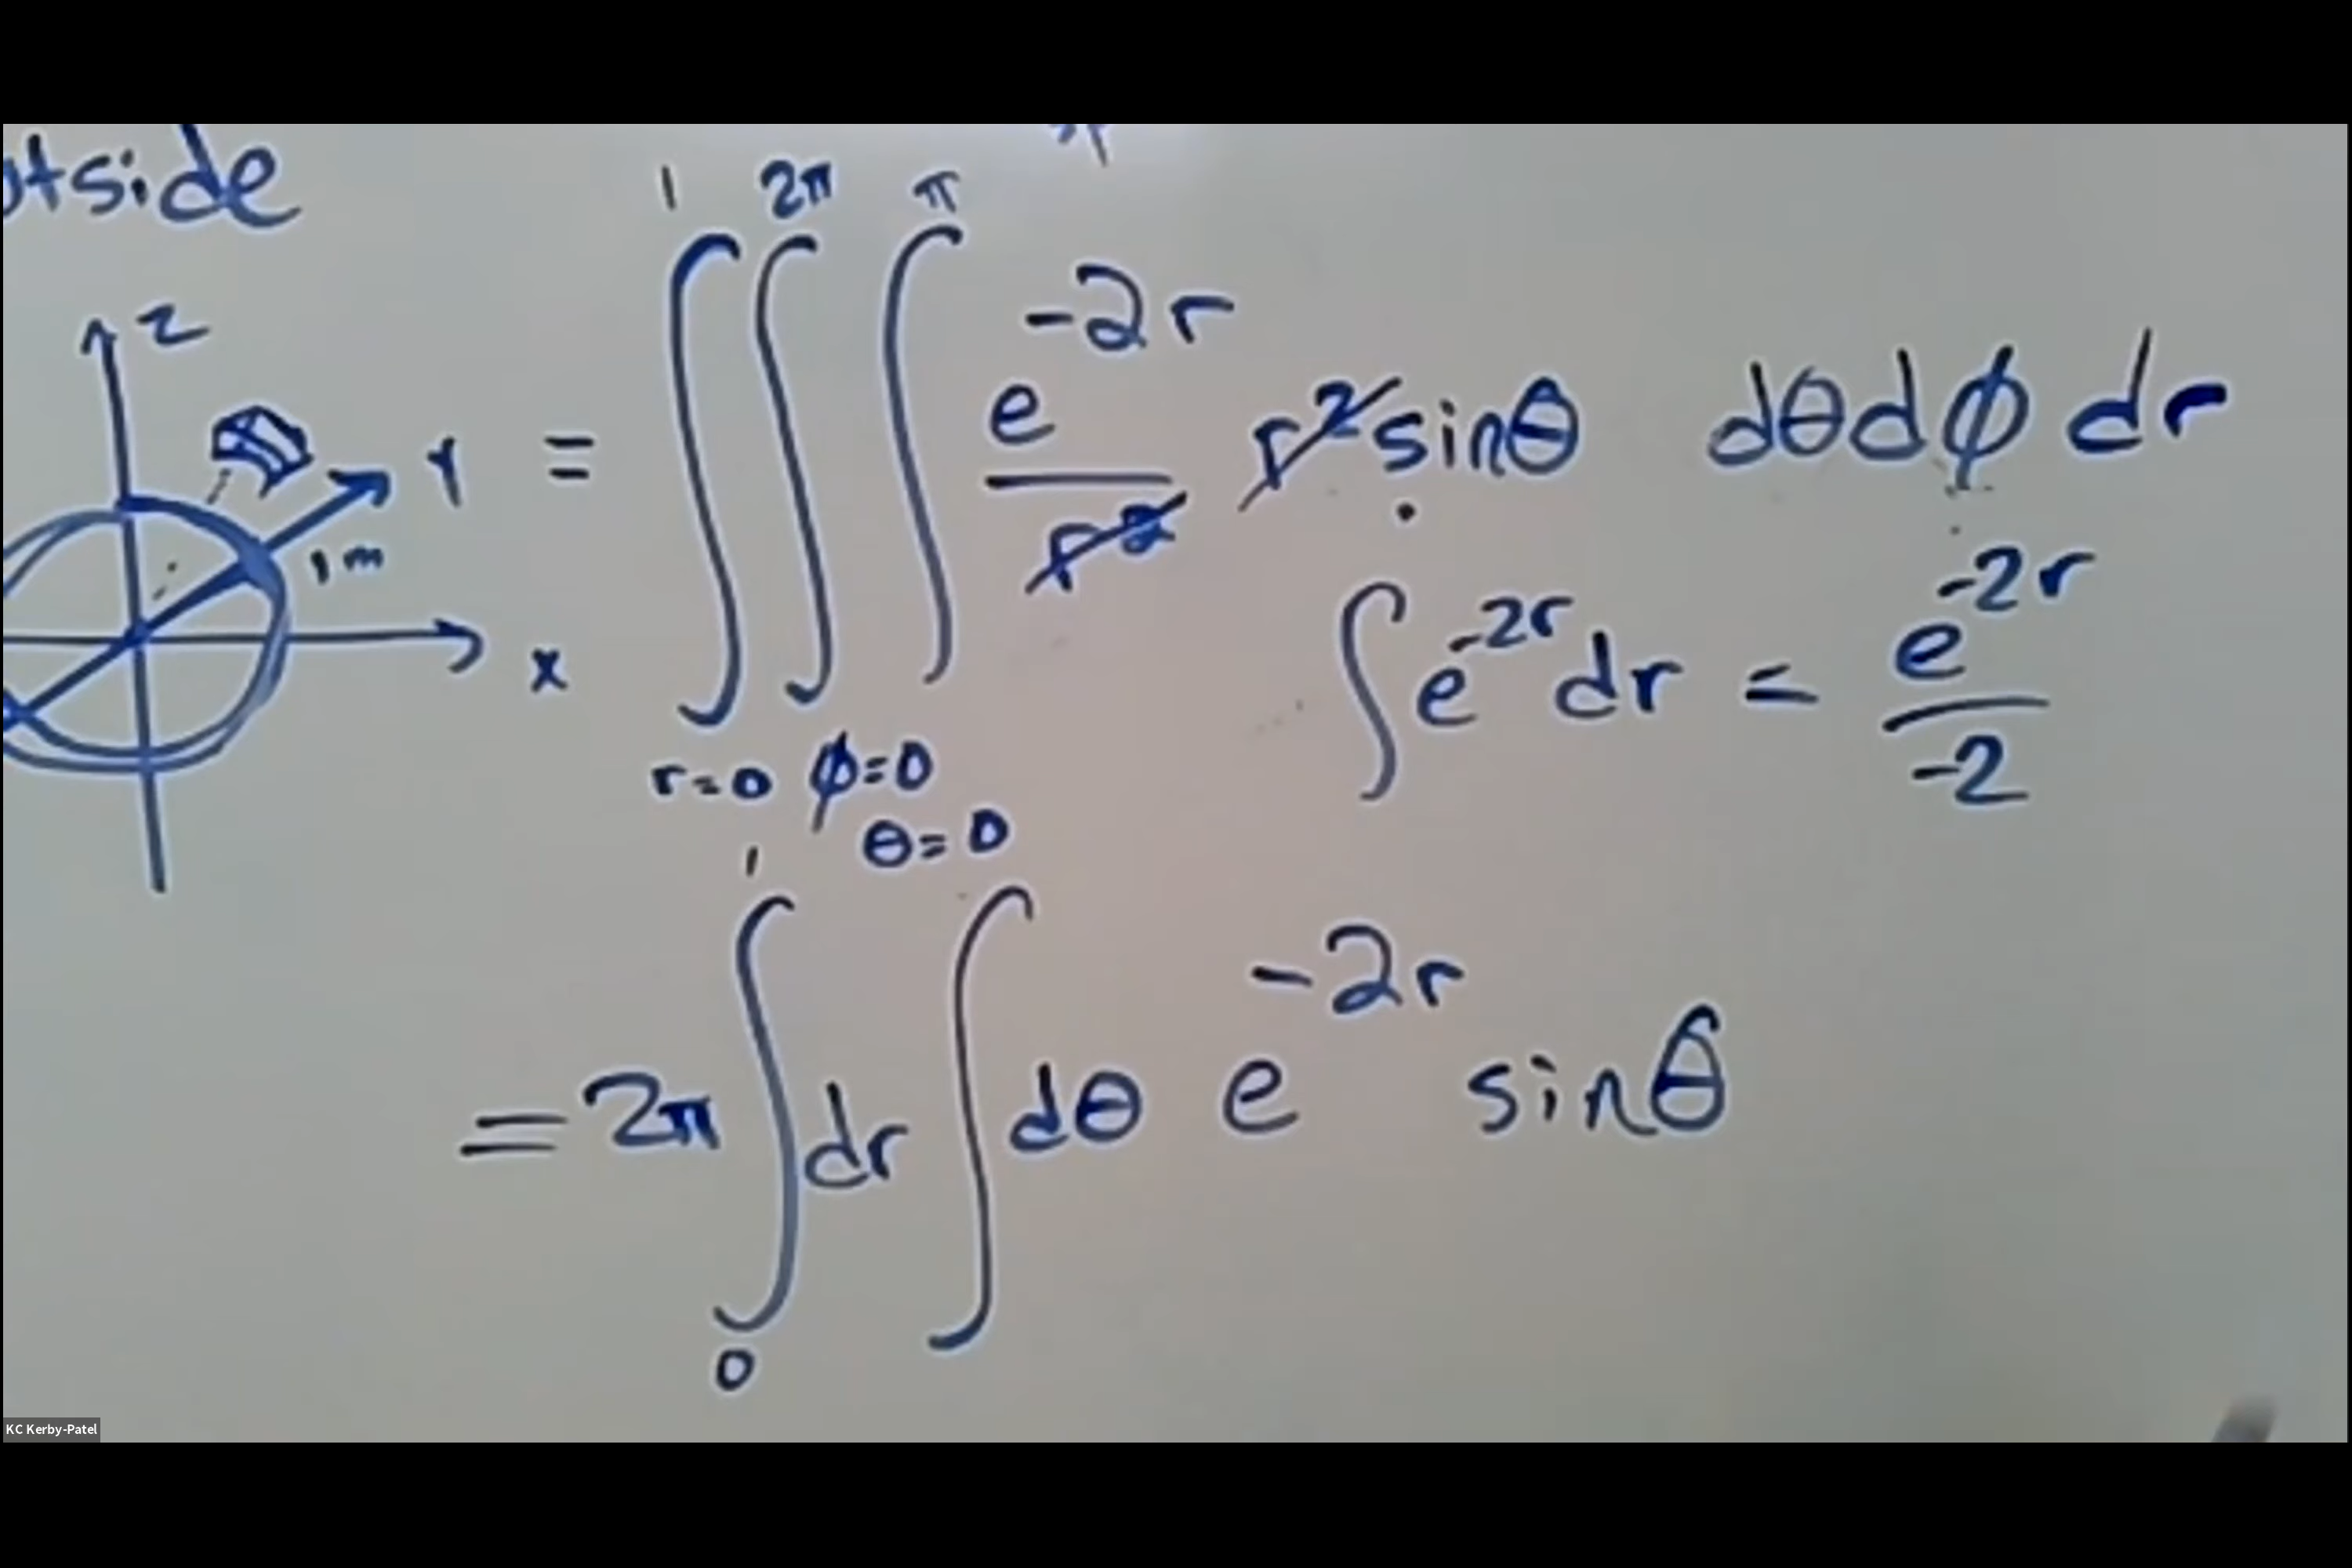 z
1 2π π
= ∫∫∫ e^{-2r}/r² r² sinθ dθ dϕ dr
r=0 ϕ=0
θ=0
y
1m
x
∫ e^{-2r} dr = e^{-2r}/-2
1
= 2π ∫ dr ∫ dθ e^{-2r} sinθ
0
KC Kerby-Patel